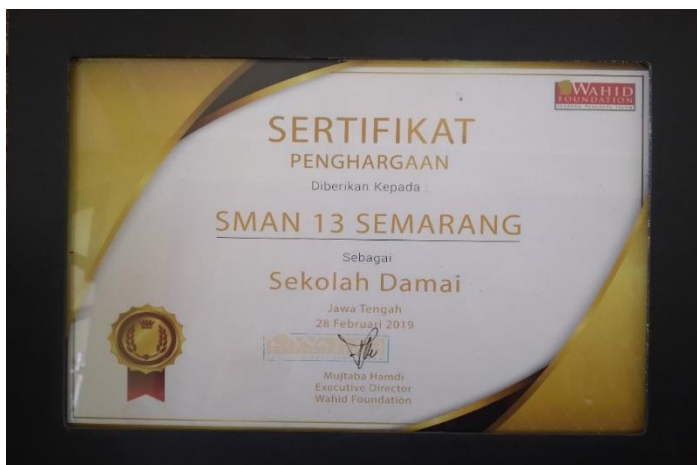 WAHID
FOUNDATION
SERTIFIKAT
PENGHARGAAN
Diberikan Kepada :
SMAN 13 SEMARANG
Sebagai
Sekolah Damai
Jawa Tengah
28 Februari 2019
Mujtaba Hamdi
Executive Director
Wahid Foundation